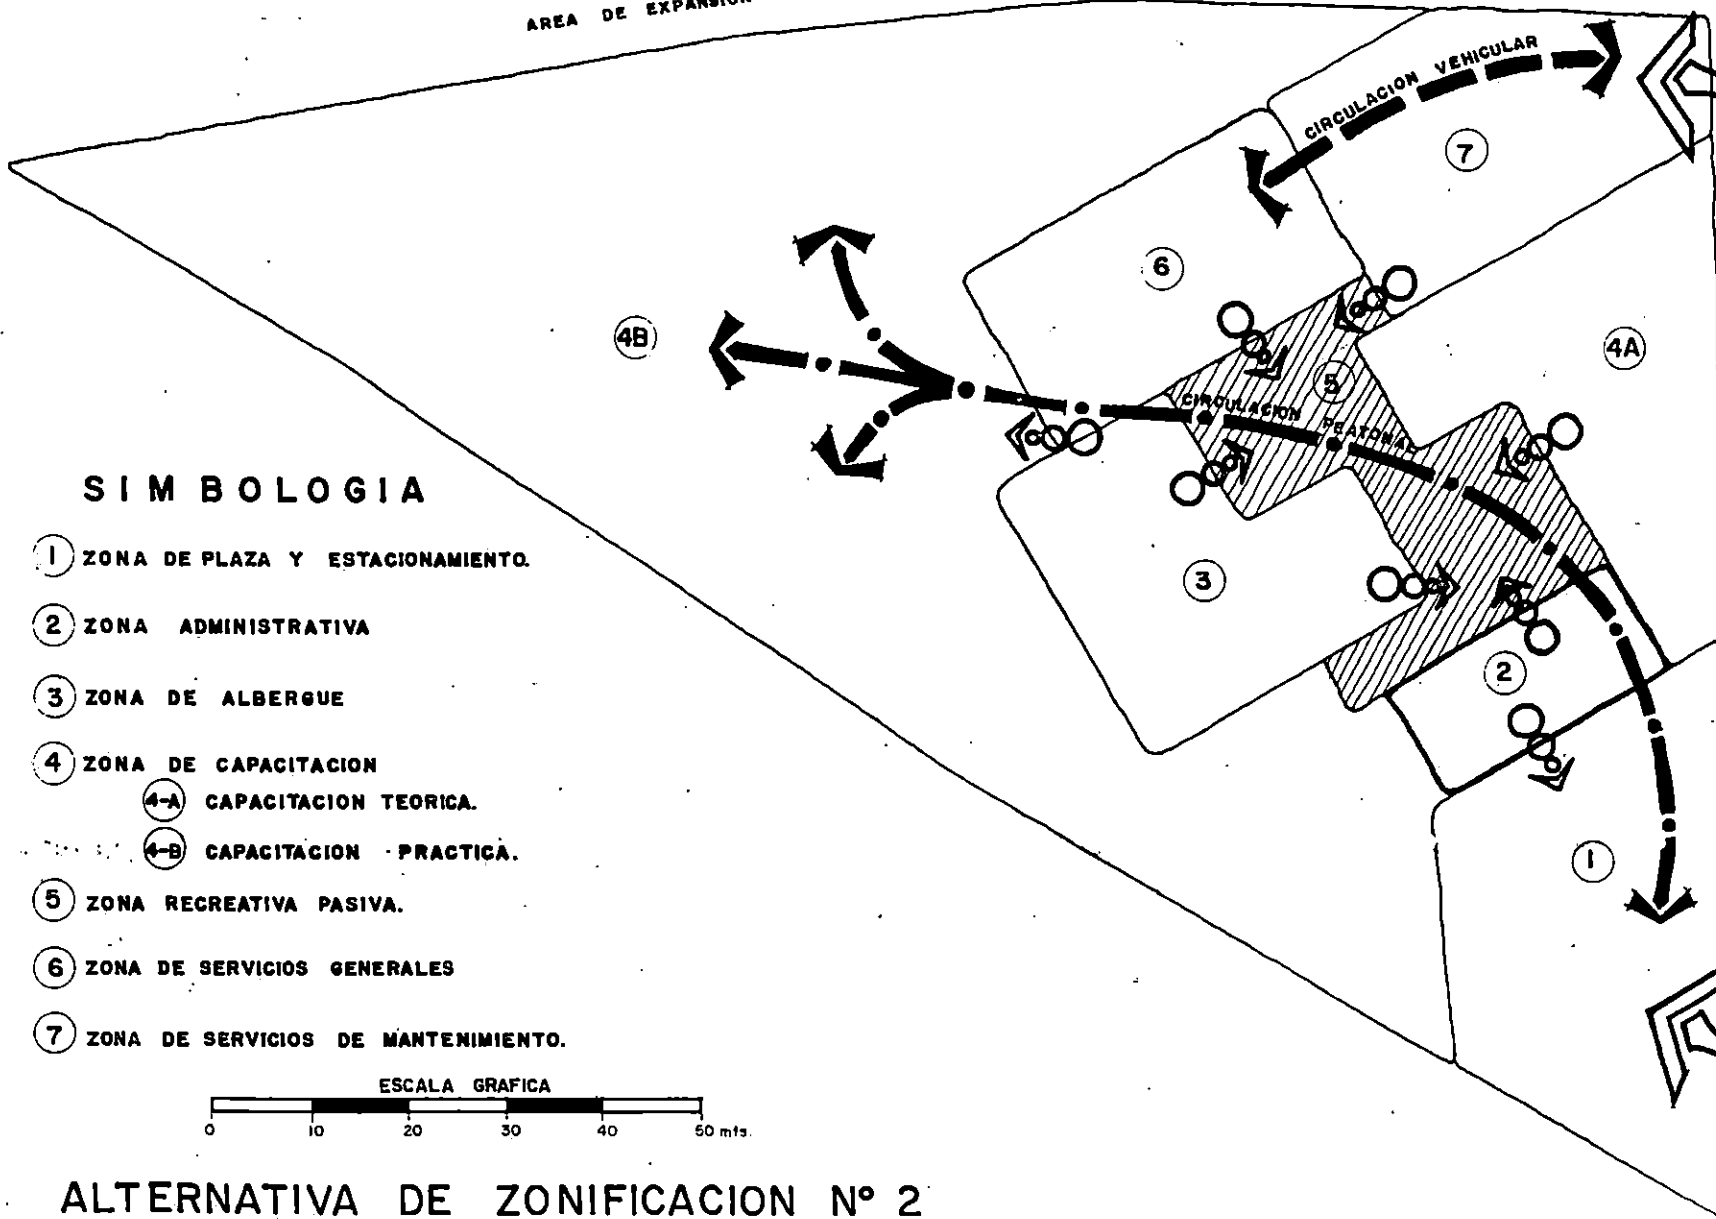 AREA DE EXPANSION
CIRCULACION VEHICULAR
7
6
4B
4A
5
CIRCULACION PEATONAL
3
2
1
SIMBOLOGIA
1 ZONA DE PLAZA Y ESTACIONAMIENTO.
2 ZONA ADMINISTRATIVA
3 ZONA DE ALBERGUE
4 ZONA DE CAPACITACION
4-A CAPACITACION TEORICA.
4-B CAPACITACION PRACTICA.
5 ZONA RECREATIVA PASIVA.
6 ZONA DE SERVICIOS GENERALES
7 ZONA DE SERVICIOS DE MANTENIMIENTO.
ESCALA GRAFICA
0 10 20 30 40 50 mts.
ALTERNATIVA DE ZONIFICACION Nº 2